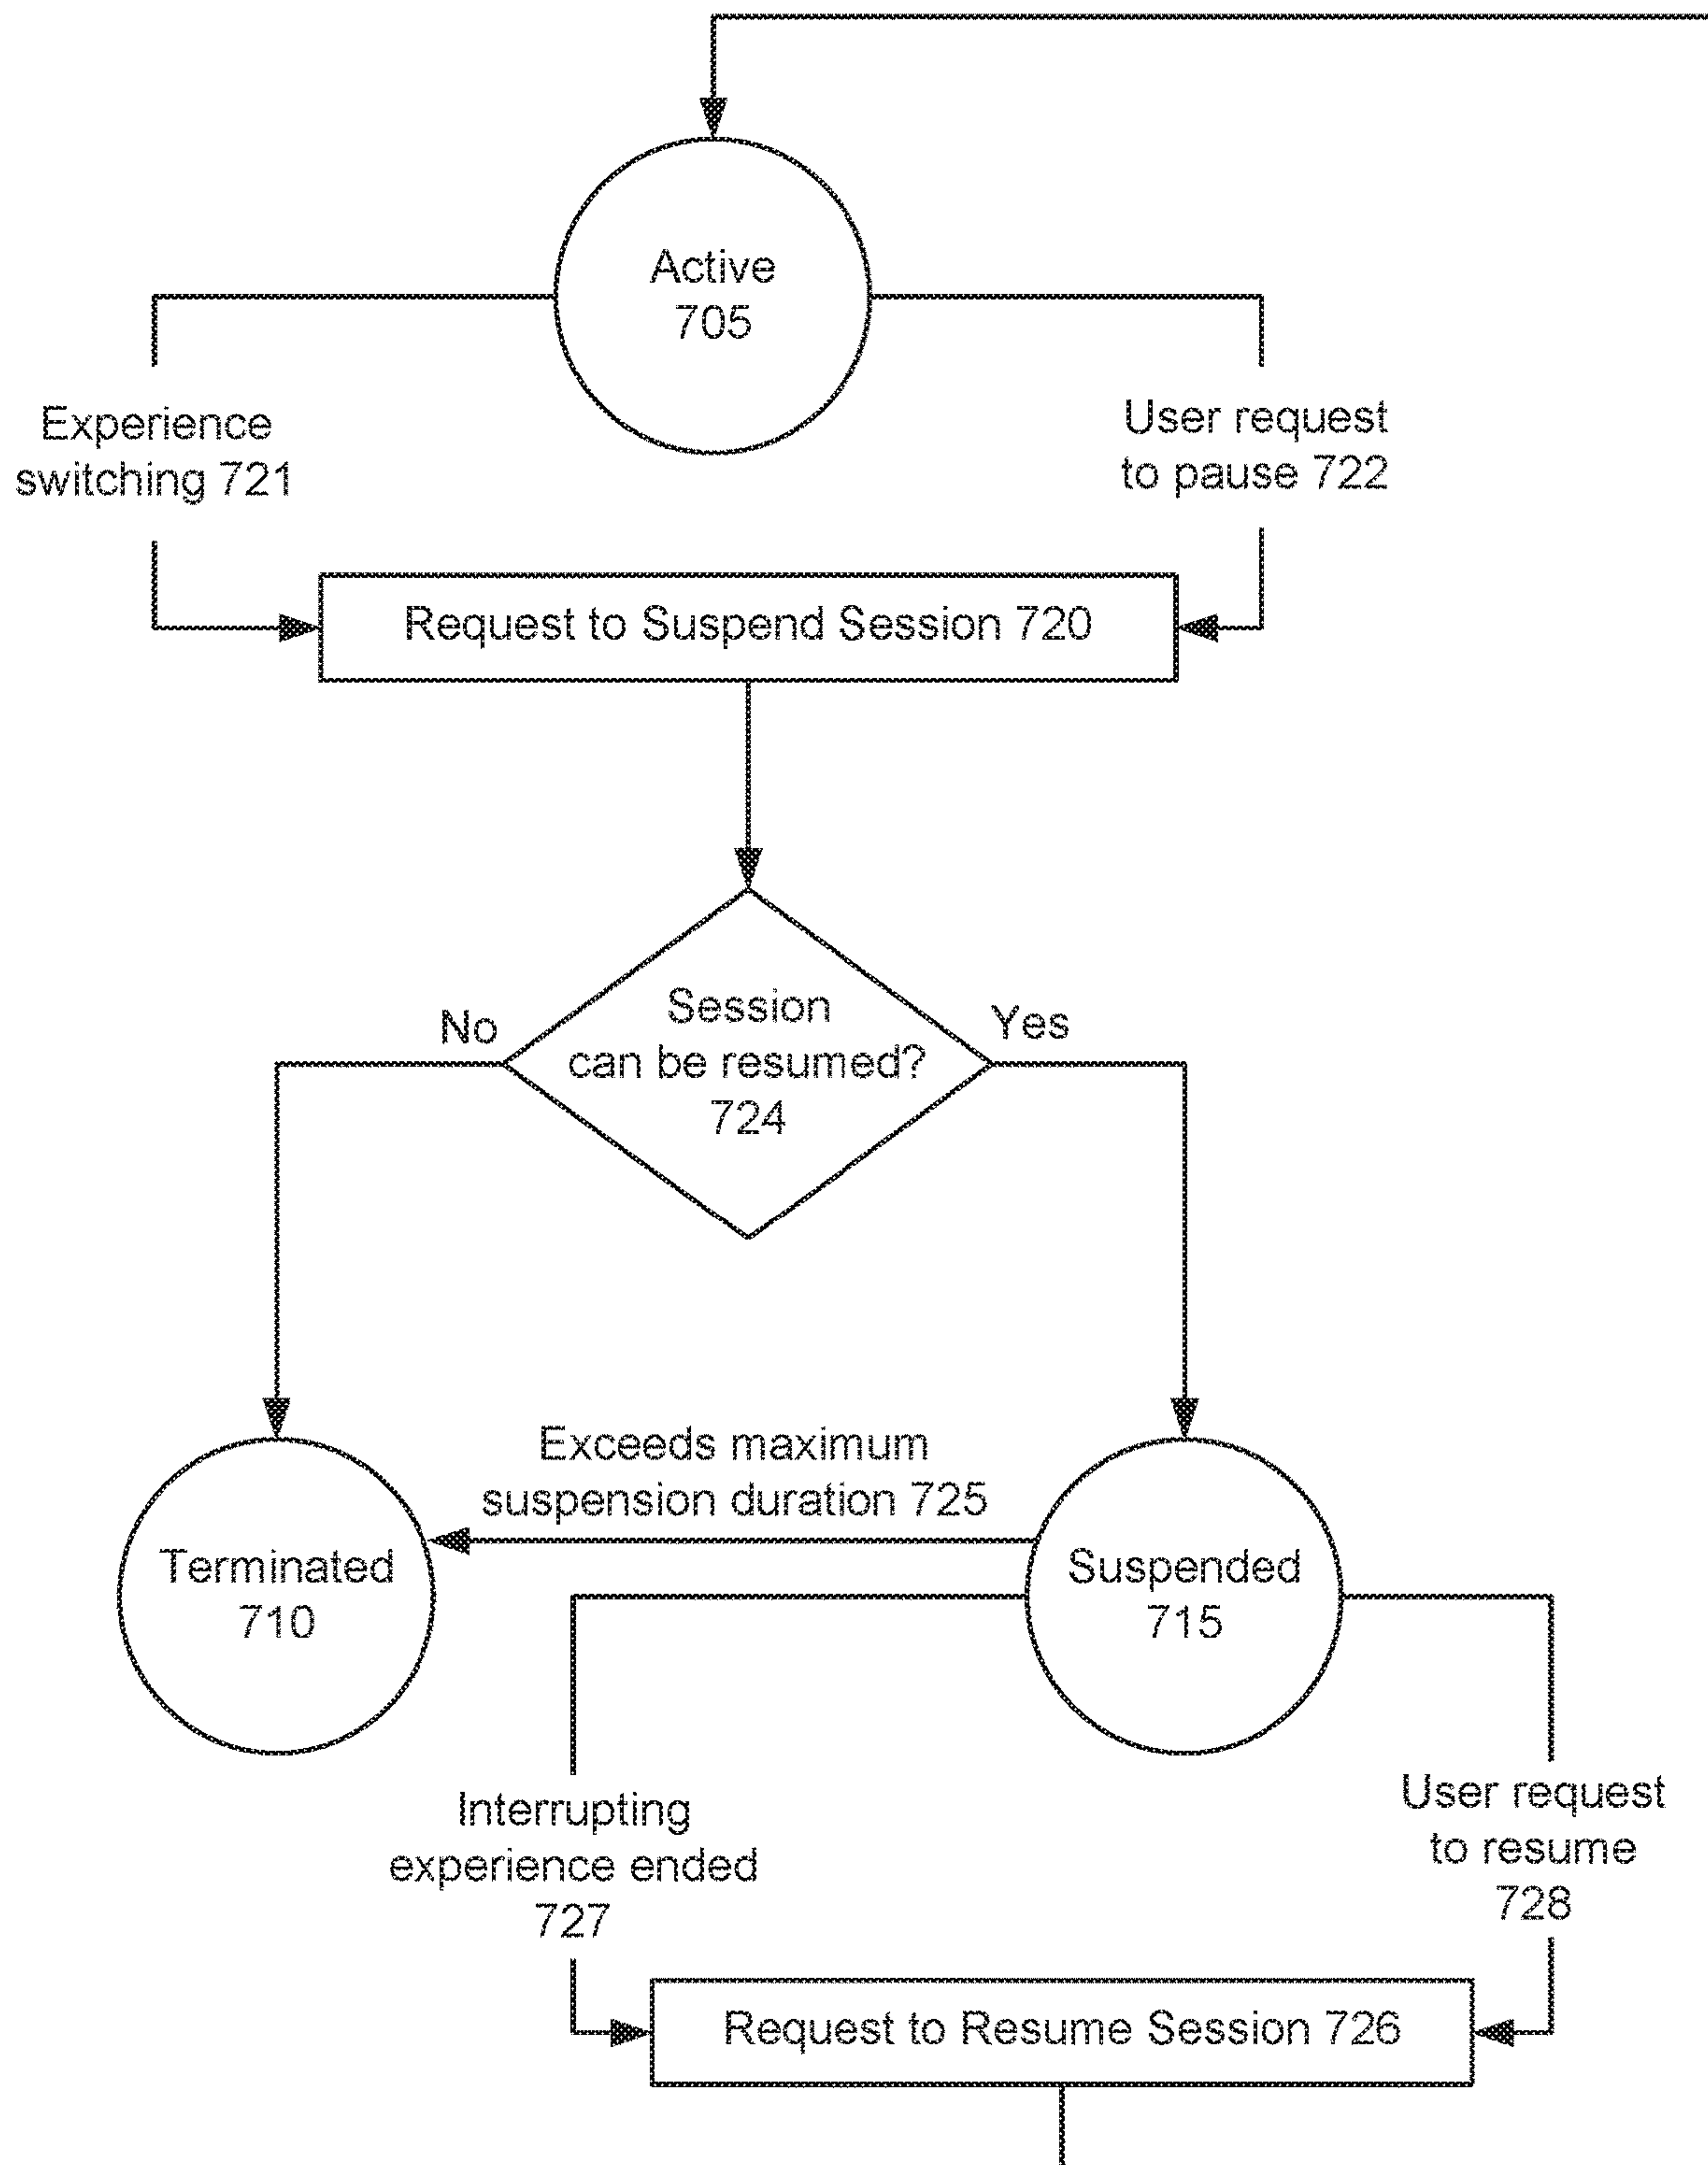 Active
705
Experience
switching 721
User request
to pause 722
Request to Suspend Session 720
No
Session
can be resumed?
724
Yes
Exceeds maximum
suspension duration 725
Terminated
710
Suspended
715
Interrupting
experience ended
727
User request
to resume
728
Request to Resume Session 726